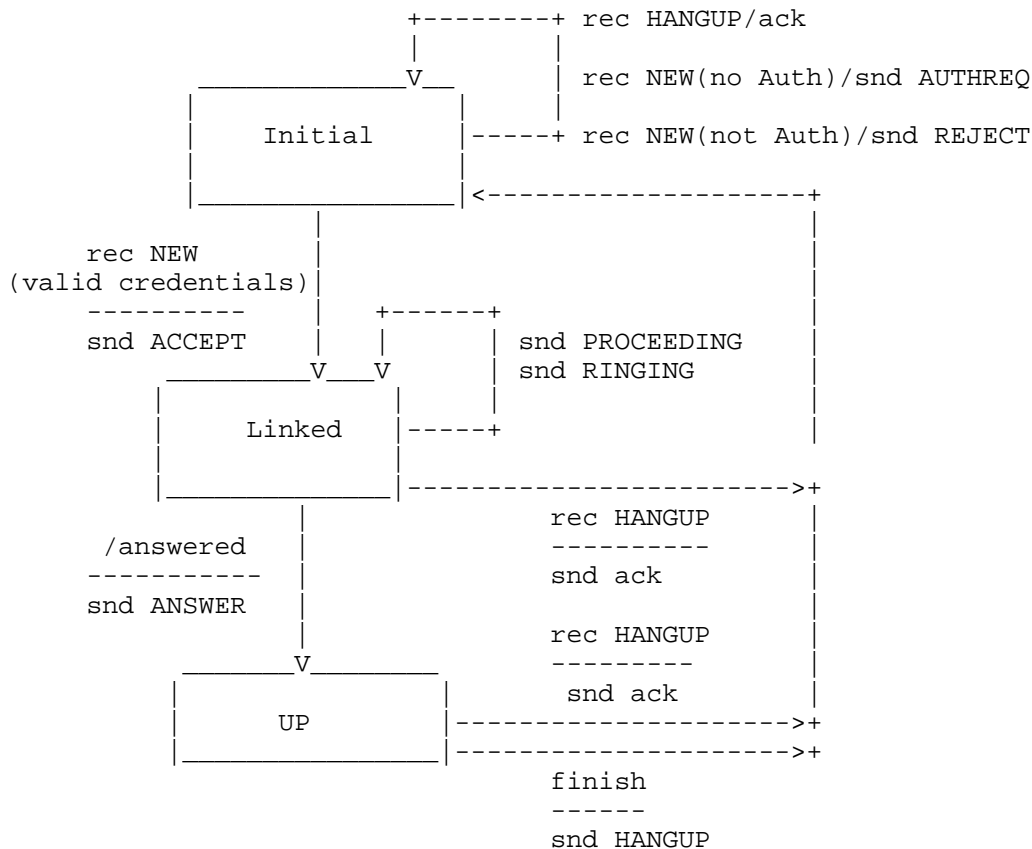 rec HANGUP/ack
rec NEW(no Auth)/snd AUTHREQ
Initial
rec NEW(not Auth)/snd REJECT
rec NEW
(valid credentials)
snd ACCEPT
snd PROCEEDING
snd RINGING
Linked
rec HANGUP
/answered
snd ack
snd ANSWER
rec HANGUP
snd ack
UP
finish
snd HANGUP